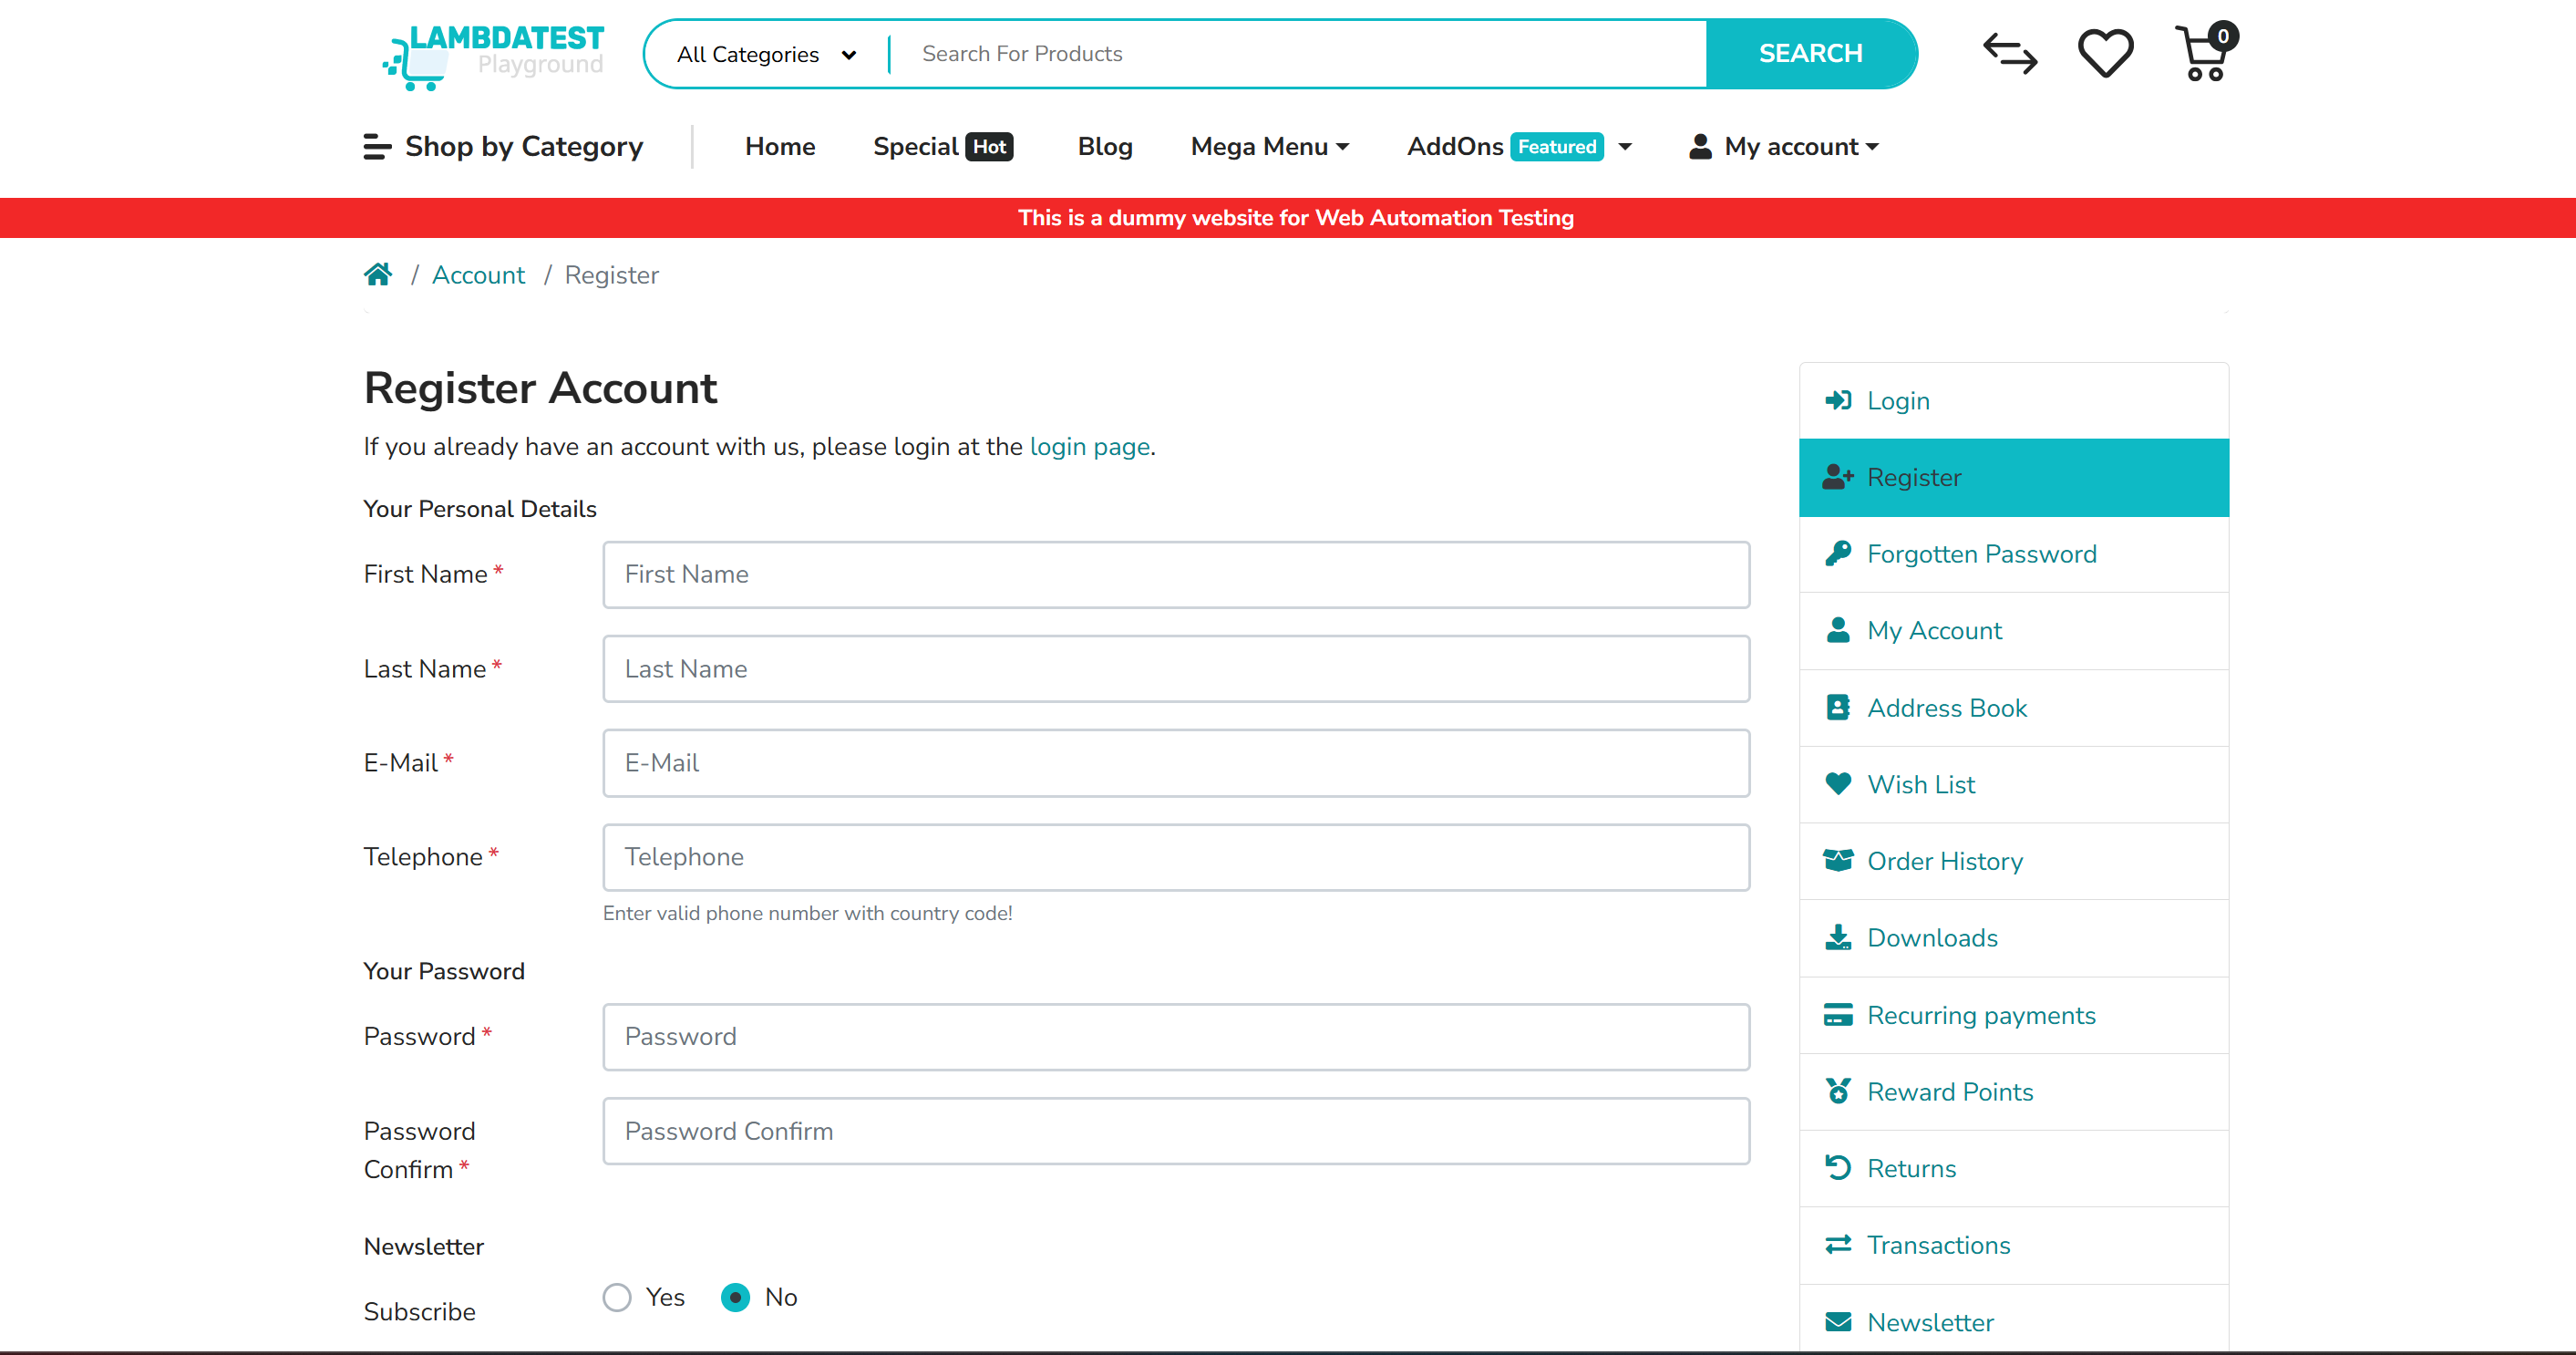 LAMBDATEST
Playground
All Categories
Search For Products
SEARCH
0
Shop by Category
Home
Special Hot
Blog
Mega Menu
AddOns Featured
My account
This is a dummy website for Web Automation Testing
/ Account / Register
Register Account
If you already have an account with us, please login at the login page.
Your Personal Details
First Name *
First Name
Last Name *
Last Name
E-Mail *
E-Mail
Telephone *
Telephone
Enter valid phone number with country code!
Your Password
Password *
Password
Password
Confirm *
Password Confirm
Newsletter
Subscribe
Yes
No
Login
Register
Forgotten Password
My Account
Address Book
Wish List
Order History
Downloads
Recurring payments
Reward Points
Returns
Transactions
Newsletter